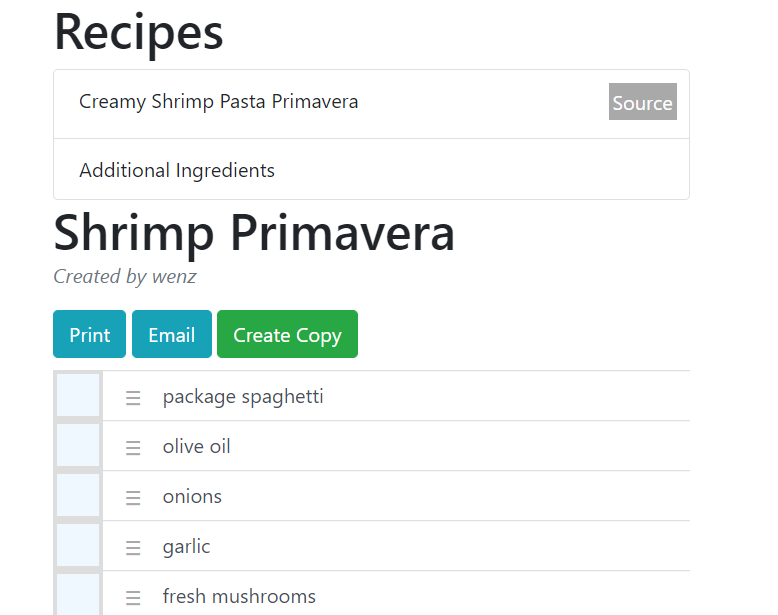 Recipes
Creamy Shrimp Pasta Primavera Source
Additional Ingredients
Shrimp Primavera
Created by wenz
Print Email Create Copy
package spaghetti
olive oil
onions
garlic
fresh mushrooms